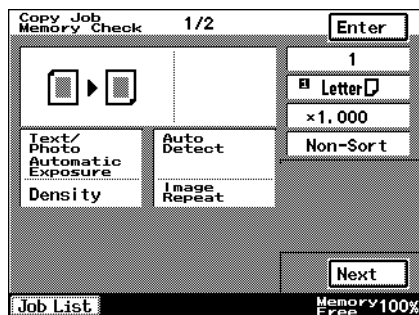 Copy Job
Memory Check
1/2
Enter
1
1 Letter
×1.000
Non-Sort
Text/
Photo
Automatic
Exposure
Density
Auto
Detect
Image
Repeat
Next
Job List
Memory
Free 100%